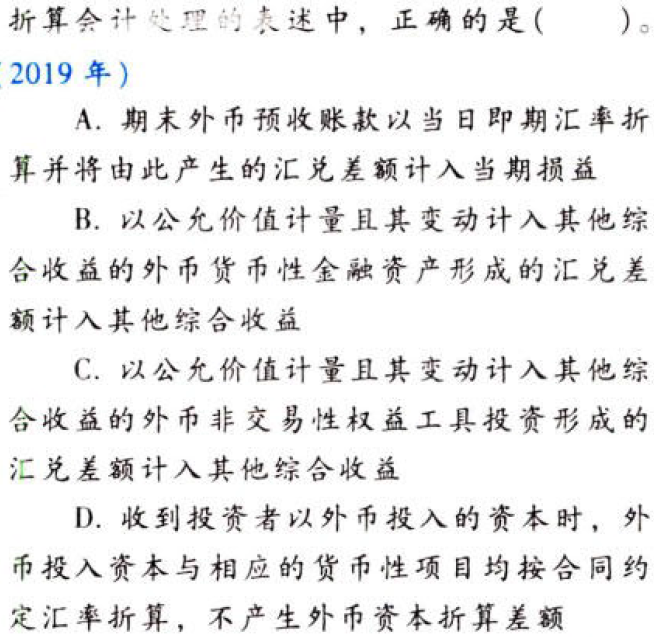 折算会计处理的表述中，正确的是(　　)。
(2019 年)
A. 期末外币预收账款以当日即期汇率折
算并将由此产生的汇兑差额计入当期损益
B. 以公允价值计量且其变动计入其他综
合收益的外币货币性金融资产形成的汇兑差
额计入其他综合收益
C. 以公允价值计量且其变动计入其他综
合收益的外币非交易性权益工具投资形成的
汇兑差额计入其他综合收益
D. 收到投资者以外币投入的资本时，外
币投入资本与相应的货币性项目均按合同约
定汇率折算，不产生外币资本折算差额